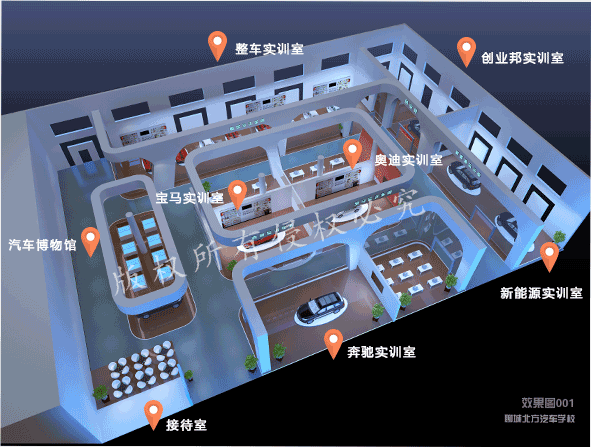 整车实训室
创业邦实训室
奥迪实训室
宝马实训室
汽车博物馆
版权所有侵权必究
新能源实训室
奔驰实训室
接待室
效果图001
聊城北方汽车学校